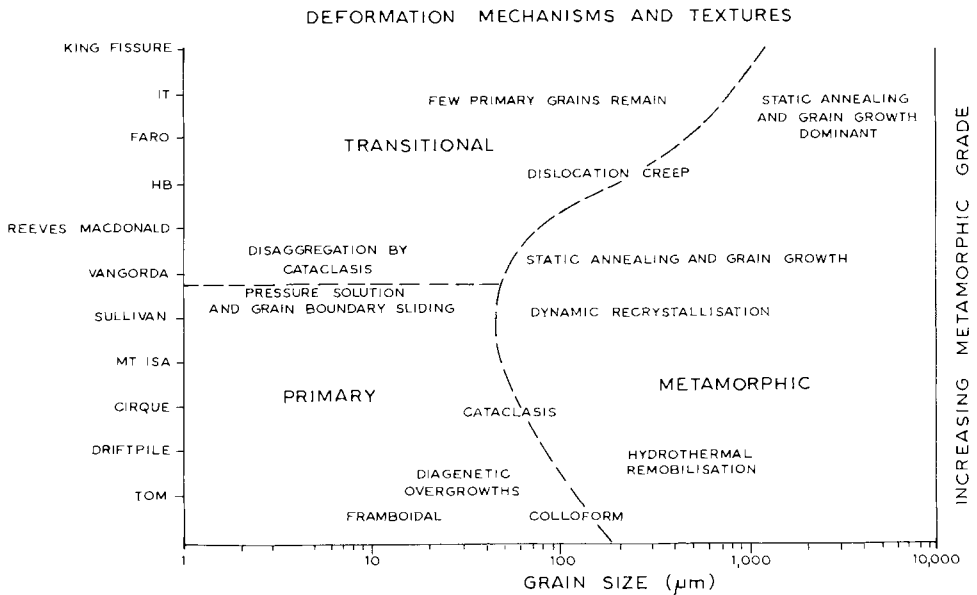 DEFORMATION MECHANISMS AND TEXTURES
KING FISSURE
IT
FARO
HB
REEVES MACDONALD
VANGORDA
SULLIVAN
MT ISA
CIRQUE
DRIFTPILE
TOM
FEW PRIMARY GRAINS REMAIN
STATIC ANNEALING
AND GRAIN GROWTH
DOMINANT
TRANSITIONAL
DISLOCATION CREEP
DISAGGREGATION BY
CATACLASIS
STATIC ANNEALING AND GRAIN GROWTH
PRESSURE SOLUTION
AND GRAIN BOUNDARY SLIDING
DYNAMIC RECRYSTALLISATION
PRIMARY
METAMORPHIC
CATACLASIS
HYDROTHERMAL
REMOBILISATION
DIAGENETIC
OVERGROWTHS
FRAMBOIDAL
COLLOFORM
INCREASING METAMORPHIC GRADE
1
10
100
1,000
10,000
GRAIN SIZE (μm)